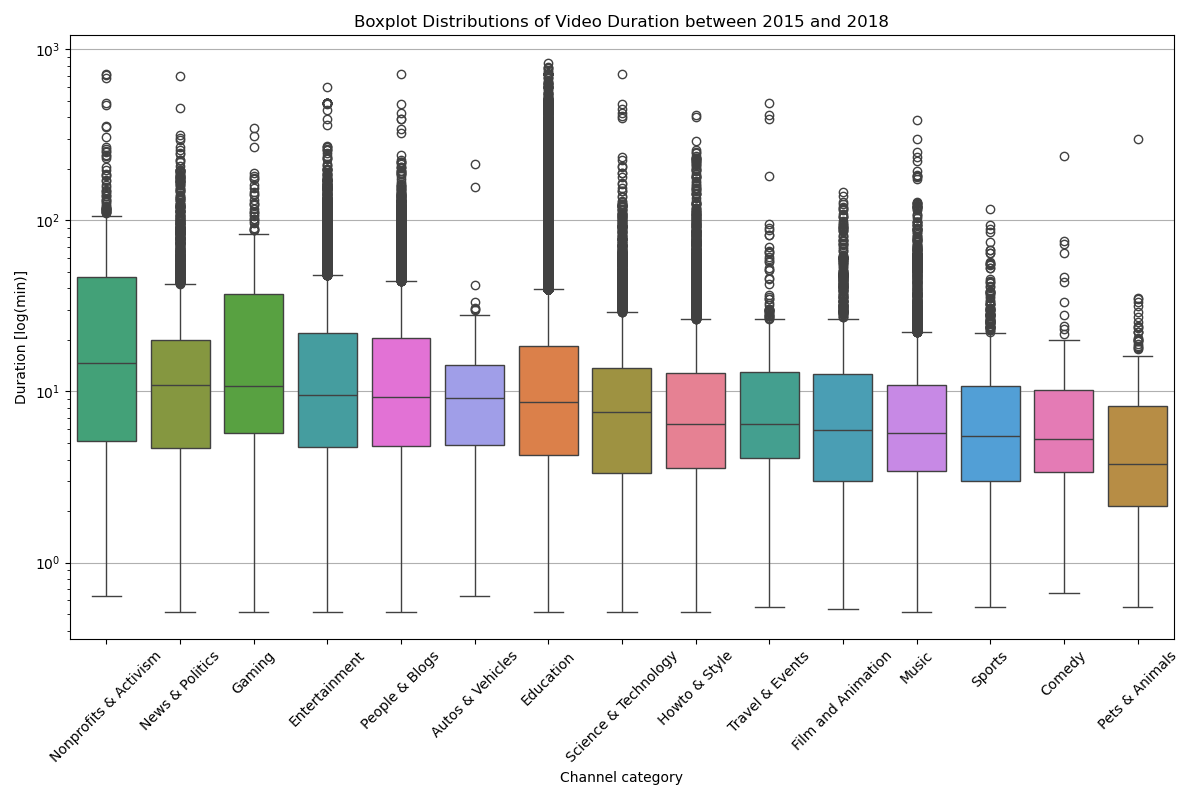 Boxplot Distributions of Video Duration between 2015 and 2018
Duration [log(min)]
10³
10²
10¹
10⁰
Nonprofits & Activism
News & Politics
Gaming
Entertainment
People & Blogs
Autos & Vehicles
Education
Science & Technology
Howto & Style
Travel & Events
Film and Animation
Music
Sports
Comedy
Pets & Animals
Channel category